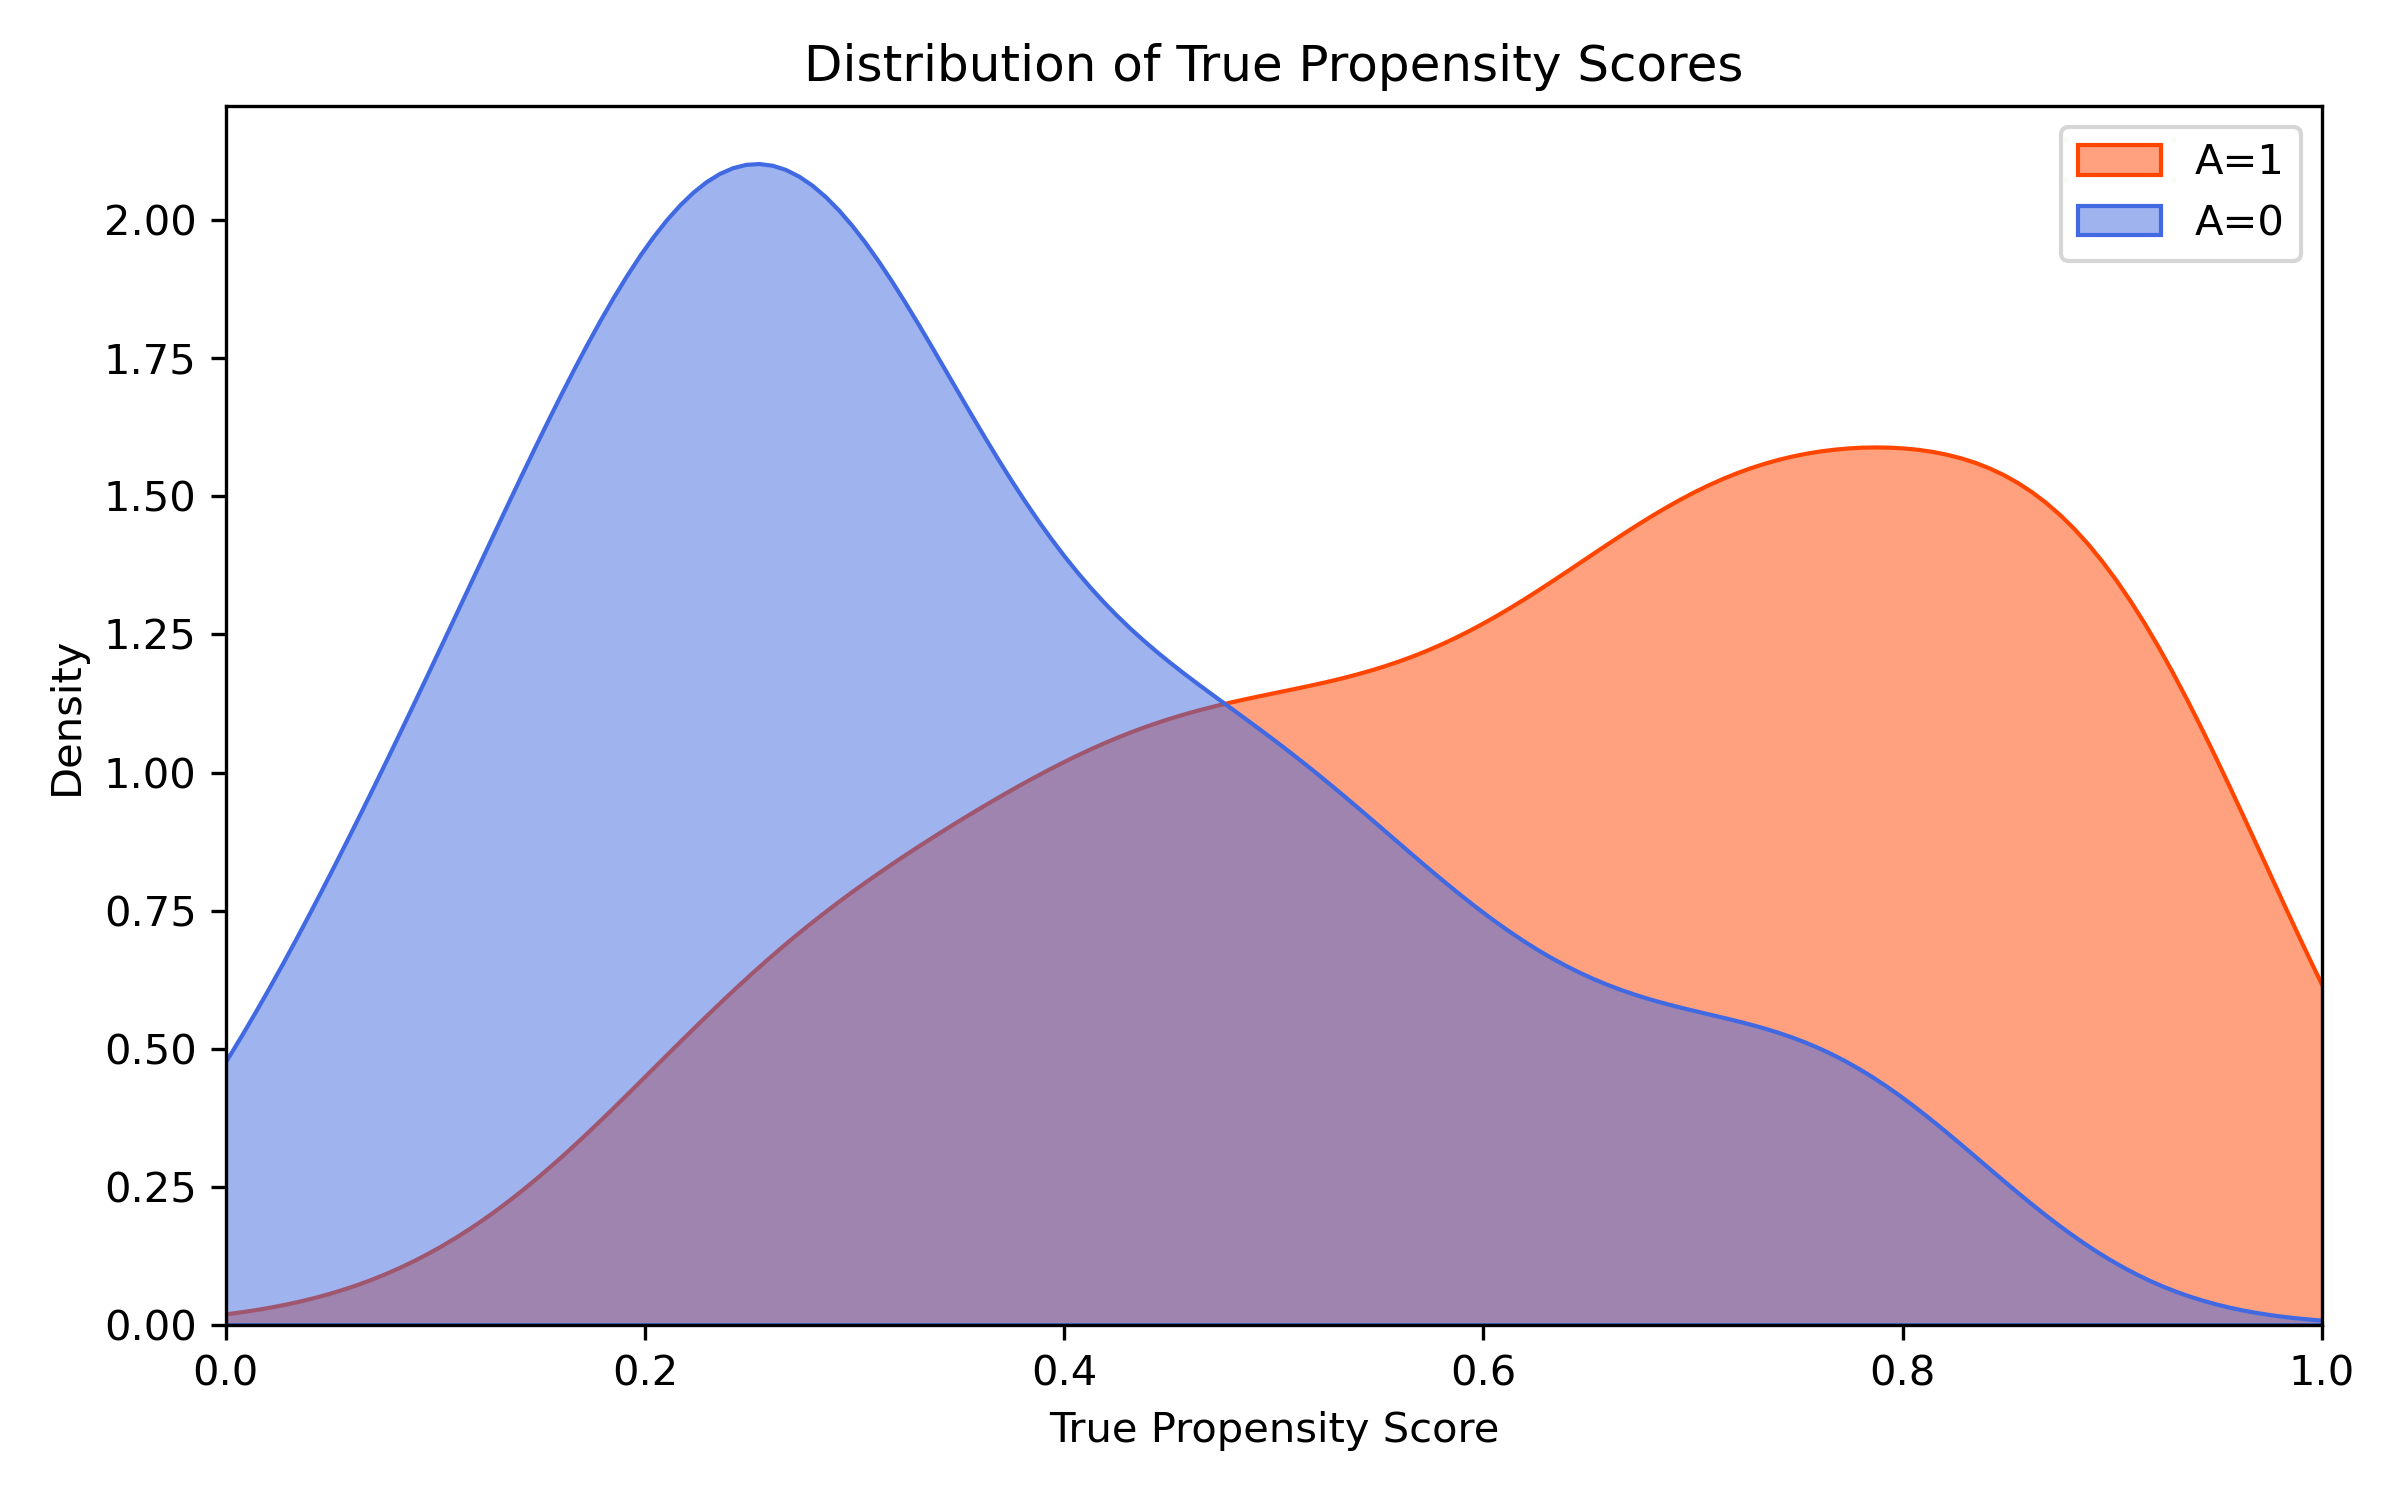 Distribution of True Propensity Scores
A=1
A=0
2.00
1.75
1.50
1.25
1.00
0.75
0.50
0.25
0.00
Density
0.0 0.2 0.4 0.6 0.8 1.0
True Propensity Score